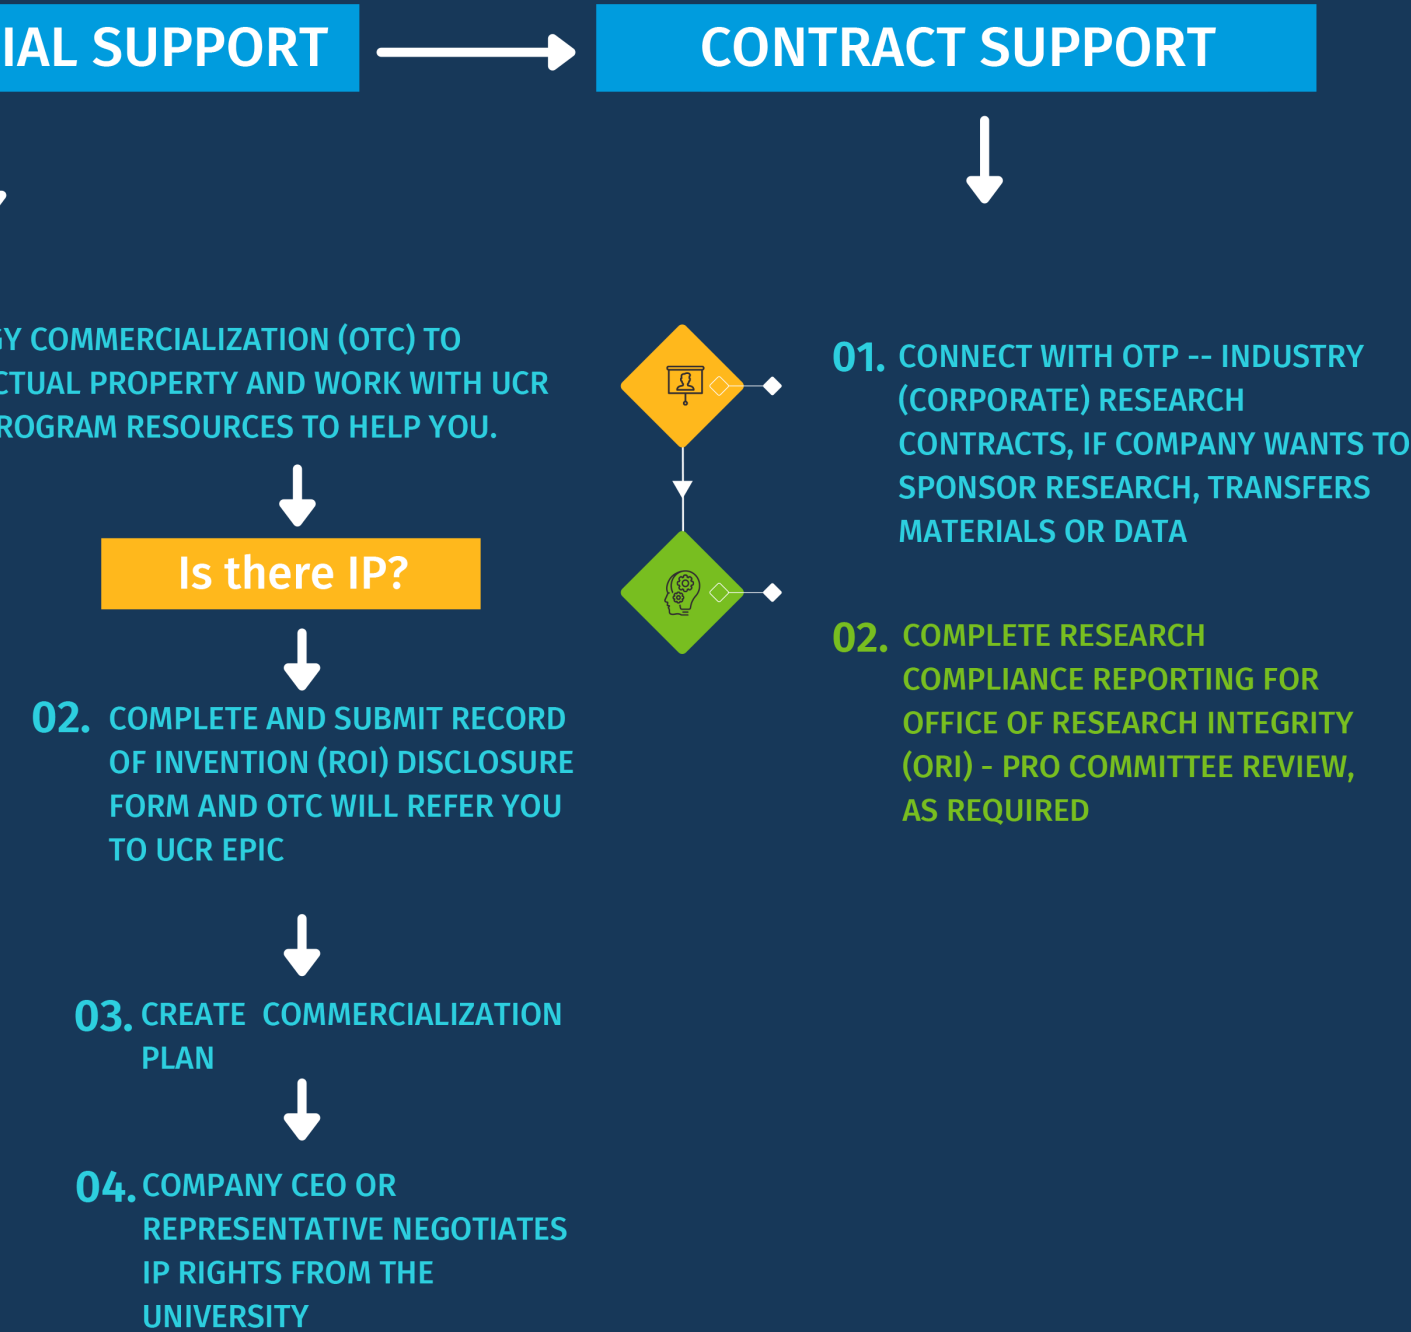 IAL SUPPORT
CONTRACT SUPPORT
GY COMMERCIALIZATION (OTC) TO
CTUAL PROPERTY AND WORK WITH UCR
ROGRAM RESOURCES TO HELP YOU.
Is there IP?
02. COMPLETE AND SUBMIT RECORD
OF INVENTION (ROI) DISCLOSURE
FORM AND OTC WILL REFER YOU
TO UCR EPIC
03. CREATE COMMERCIALIZATION
PLAN
04. COMPANY CEO OR
REPRESENTATIVE NEGOTIATES
IP RIGHTS FROM THE
UNIVERSITY
01. CONNECT WITH OTP -- INDUSTRY
(CORPORATE) RESEARCH
CONTRACTS, IF COMPANY WANTS TO
SPONSOR RESEARCH, TRANSFERS
MATERIALS OR DATA
02. COMPLETE RESEARCH
COMPLIANCE REPORTING FOR
OFFICE OF RESEARCH INTEGRITY
(ORI) - PRO COMMITTEE REVIEW,
AS REQUIRED